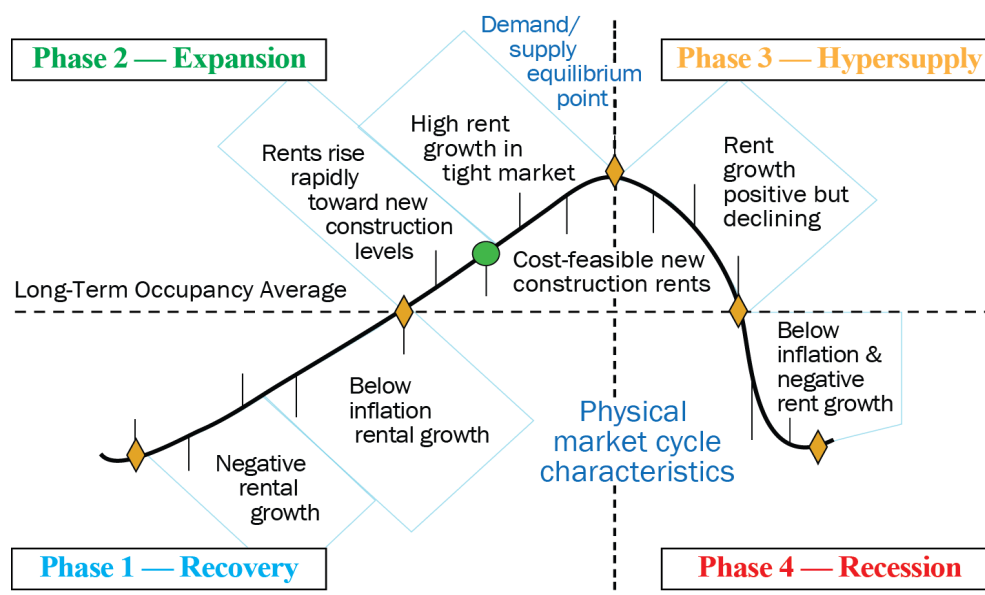 Phase 2 — Expansion
Demand/
supply
equilibrium
point
Phase 3 — Hypersupply
Rents rise
rapidly
toward new
construction
levels
High rent
growth in
tight market
Rent
growth
positive but
declining
Cost-feasible new
construction rents
Long-Term Occupancy Average
Below
inflation
rental growth
Below
inflation &
negative
rent growth
Negative
rental
growth
Physical
market cycle
characteristics
Phase 1 — Recovery
Phase 4 — Recession